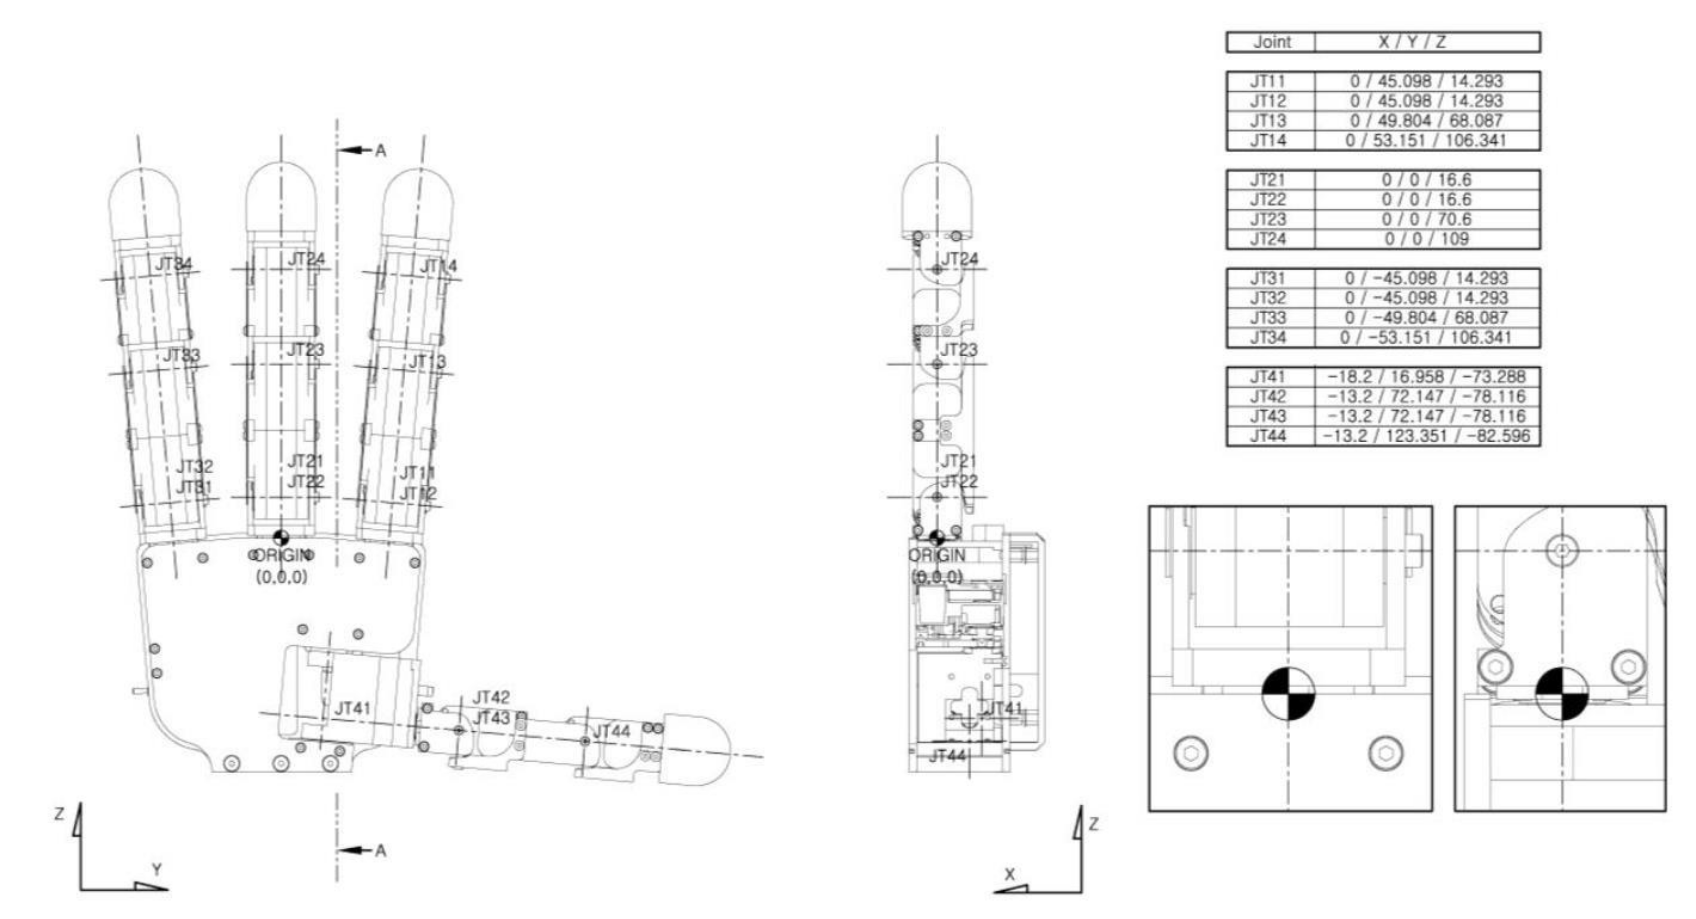 Joint X / Y / Z
JT11 0 / 45.098 / 14.293
JT12 0 / 45.098 / 14.293
JT13 0 / 49.804 / 68.087
JT14 0 / 53.151 / 106.341
JT21 0 / 0 / 16.6
JT22 0 / 0 / 16.6
JT23 0 / 0 / 70.6
JT24 0 / 0 / 109
JT31 0 / -45.098 / 14.293
JT32 0 / -45.098 / 14.293
JT33 0 / -49.804 / 68.087
JT34 0 / -53.151 / 106.341
JT41 -18.2 / 16.958 / -73.288
JT42 -13.2 / 72.147 / -78.116
JT43 -13.2 / 72.147 / -78.116
JT44 -13.2 / 123.351 / -82.596
A
JT34
JT24
JT14
JT33
JT23
JT13
JT32
JT21
JT11
JT31
JT22
JT12
ORIGIN
(0,0,0)
JT42
JT41
JT43
JT44
A
Z
Y
JT24
JT23
JT21
JT22
ORIGIN
(0,0,0)
JT41
JT44
Z
X